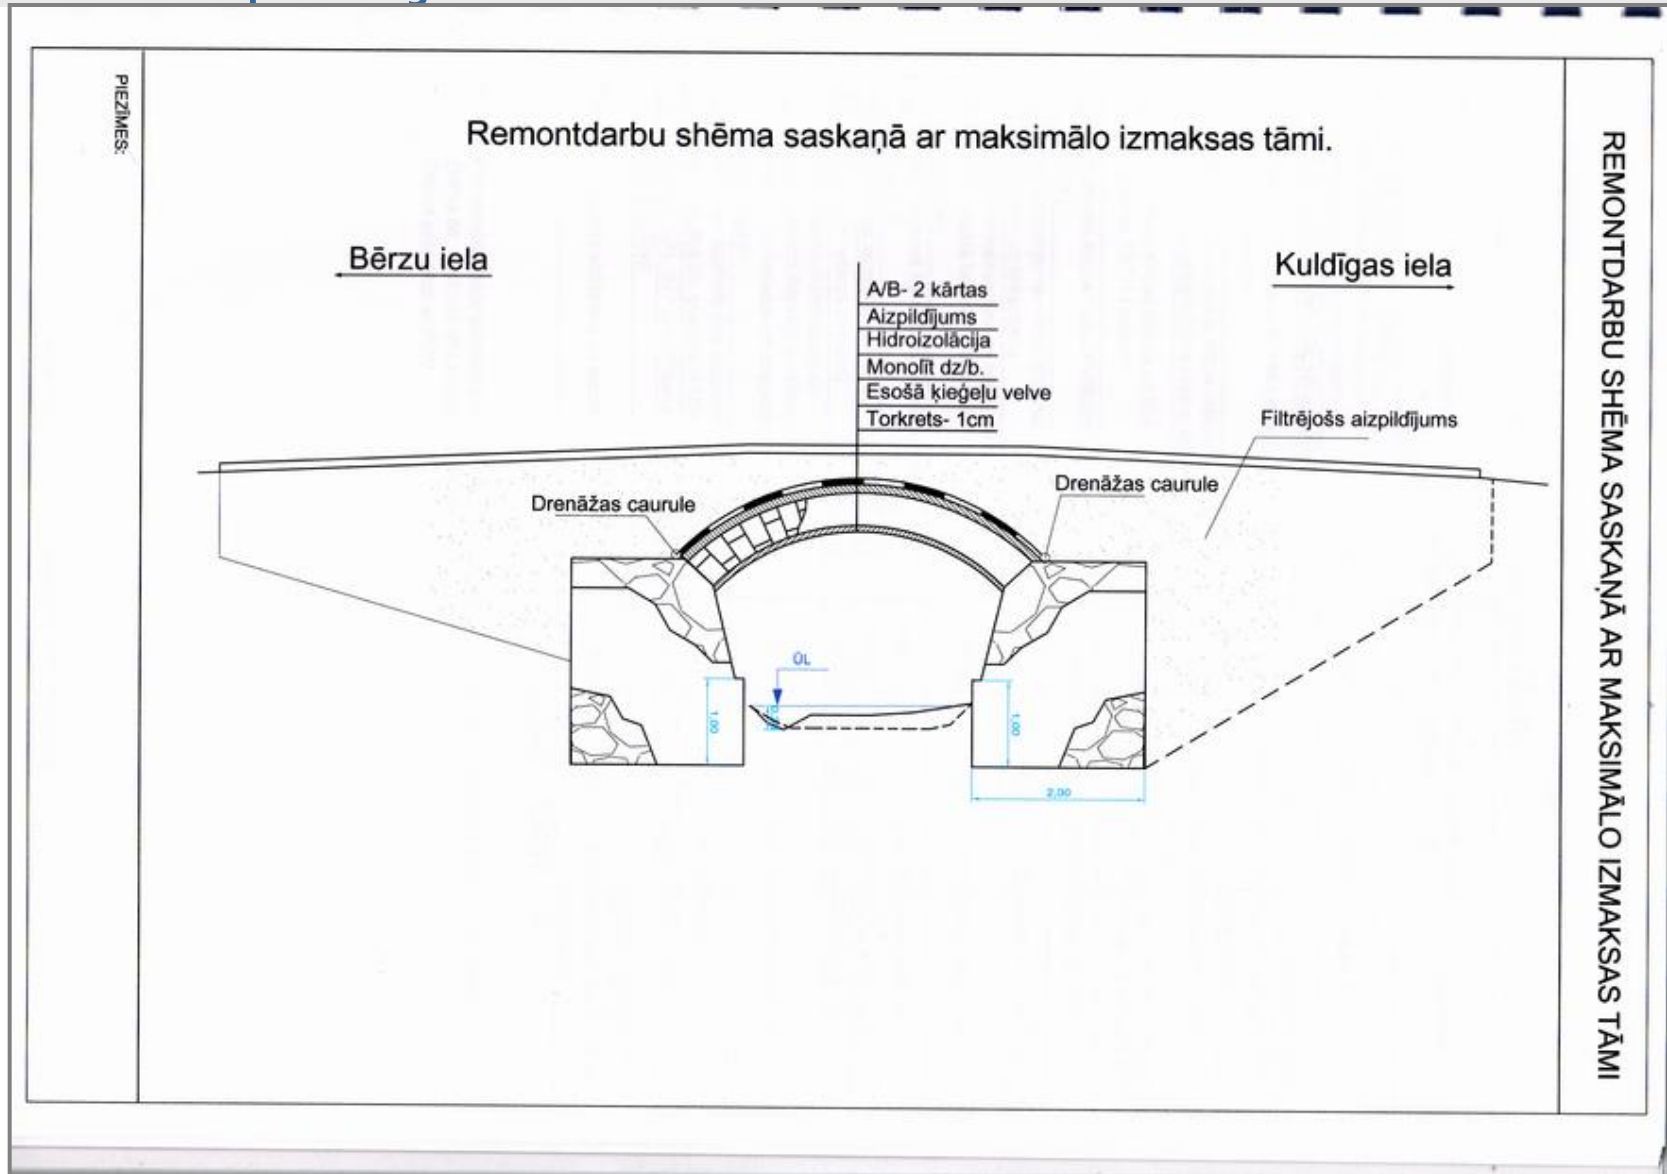 PIEZĪMES:
Remontdarbu shēma saskaņā ar maksimālo izmaksas tāmi.
Bērzu iela
Kuldīgas iela
A/B- 2 kārtas
Aizpildījums
Hidroizolācija
Monolīt dz/b.
Esošā ķieģeļu velve
Torkrets- 1cm
Filtrējošs aizpildījums
Drenāžas caurule
Drenāžas caurule
ŪL
1,00
1,00
2,00
REMONTDARBU SHĒMA SASKAŅĀ AR MAKSIMĀLO IZMAKSAS TĀMI